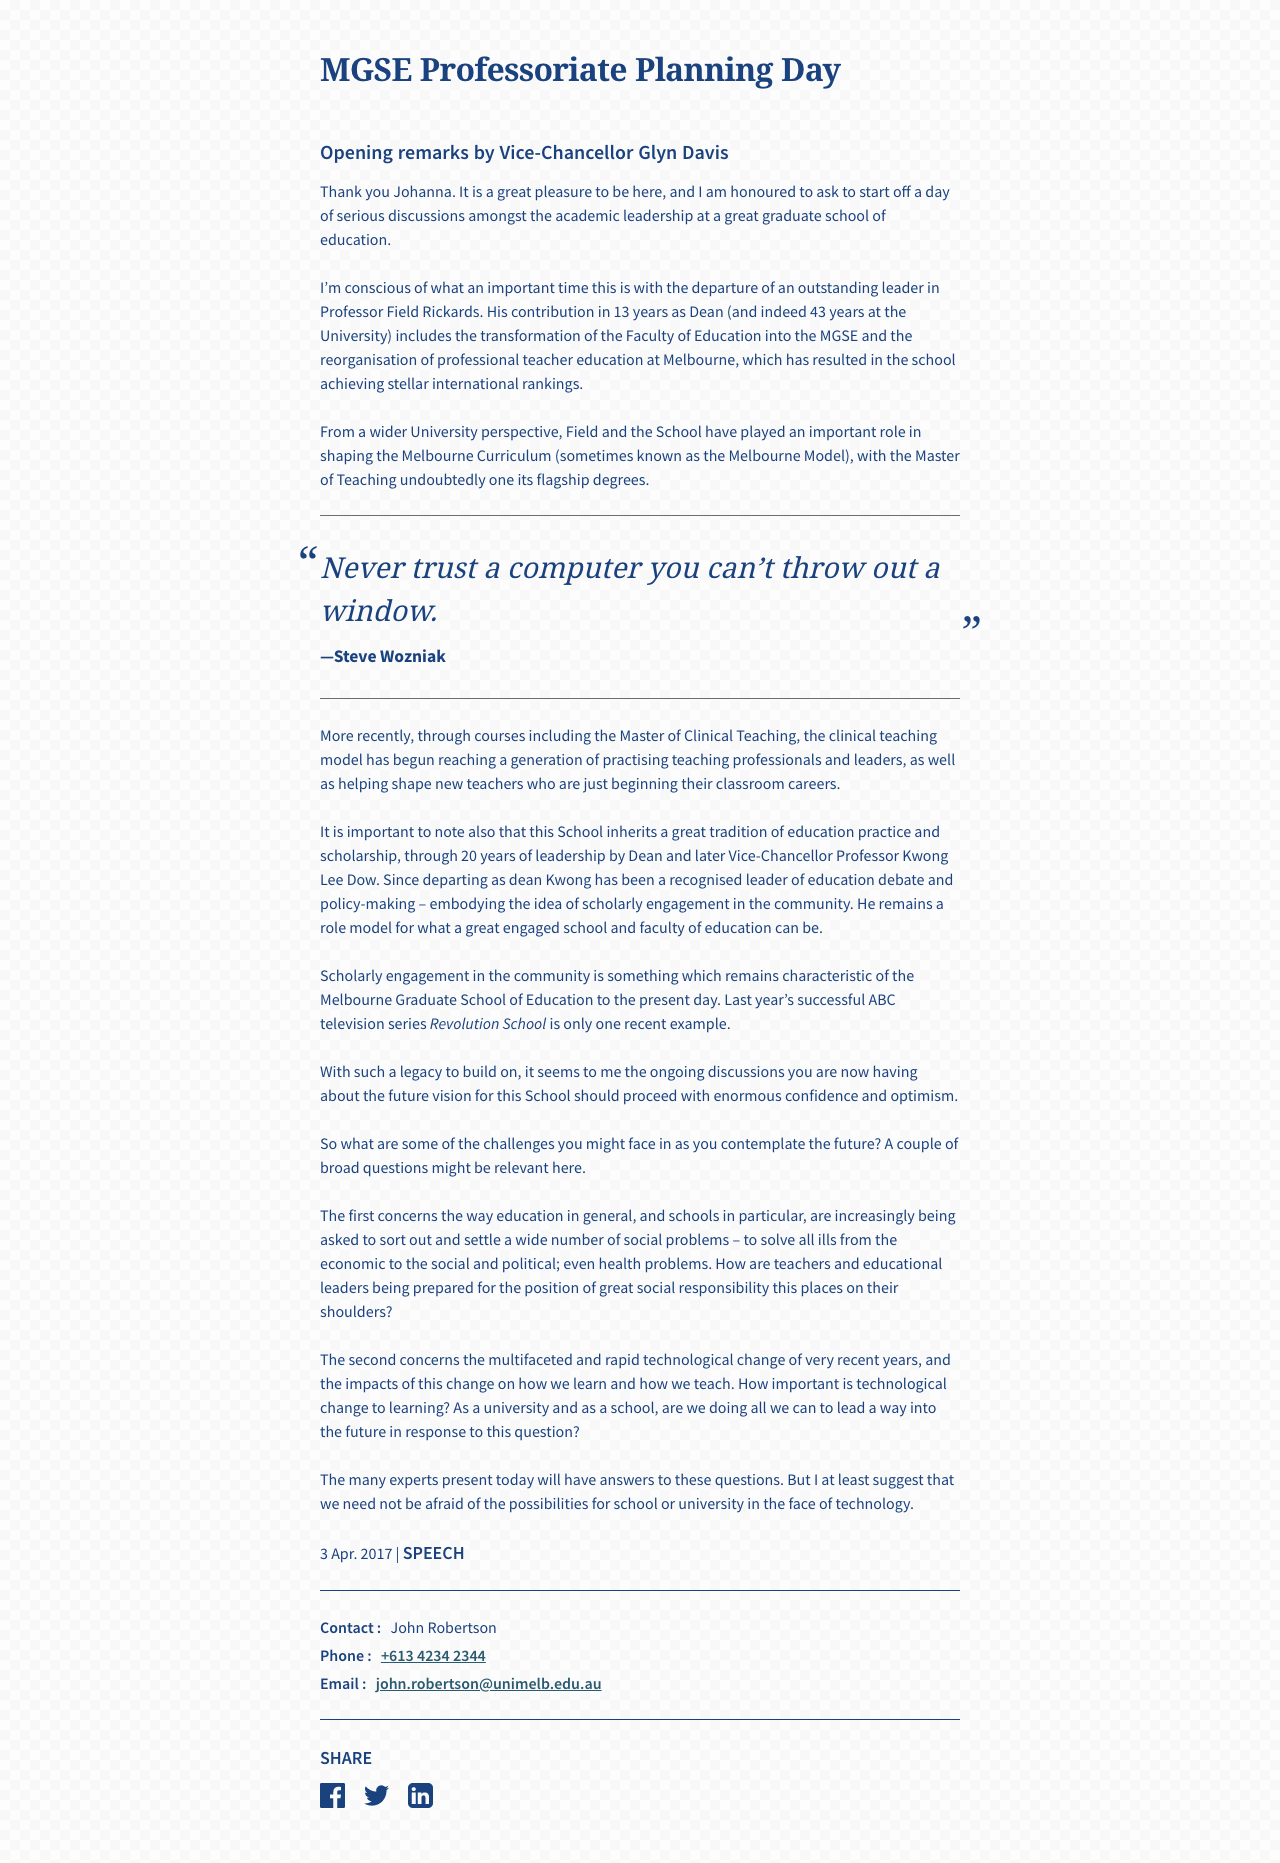 MGSE Professoriate Planning Day
Opening remarks by Vice-Chancellor Glyn Davis
Thank you Johanna. It is a great pleasure to be here, and I am honoured to ask to start off a day
of serious discussions amongst the academic leadership at a great graduate school of
education.
I’m conscious of what an important time this is with the departure of an outstanding leader in
Professor Field Rickards. His contribution in 13 years as Dean (and indeed 43 years at the
University) includes the transformation of the Faculty of Education into the MGSE and the
reorganisation of professional teacher education at Melbourne, which has resulted in the school
achieving stellar international rankings.
From a wider University perspective, Field and the School have played an important role in
shaping the Melbourne Curriculum (sometimes known as the Melbourne Model), with the Master
of Teaching undoubtedly one its flagship degrees.
“Never trust a computer you can’t throw out a
window.”
—Steve Wozniak
More recently, through courses including the Master of Clinical Teaching, the clinical teaching
model has begun reaching a generation of practising teaching professionals and leaders, as well
as helping shape new teachers who are just beginning their classroom careers.
It is important to note also that this School inherits a great tradition of education practice and
scholarship, through 20 years of leadership by Dean and later Vice-Chancellor Professor Kwong
Lee Dow. Since departing as dean Kwong has been a recognised leader of education debate and
policy-making – embodying the idea of scholarly engagement in the community. He remains a
role model for what a great engaged school and faculty of education can be.
Scholarly engagement in the community is something which remains characteristic of the
Melbourne Graduate School of Education to the present day. Last year’s successful ABC
television series Revolution School is only one recent example.
With such a legacy to build on, it seems to me the ongoing discussions you are now having
about the future vision for this School should proceed with enormous confidence and optimism.
So what are some of the challenges you might face in as you contemplate the future? A couple of
broad questions might be relevant here.
The first concerns the way education in general, and schools in particular, are increasingly being
asked to sort out and settle a wide number of social problems – to solve all ills from the
economic to the social and political; even health problems. How are teachers and educational
leaders being prepared for the position of great social responsibility this places on their
shoulders?
The second concerns the multifaceted and rapid technological change of very recent years, and
the impacts of this change on how we learn and how we teach. How important is technological
change to learning? As a university and as a school, are we doing all we can to lead a way into
the future in response to this question?
The many experts present today will have answers to these questions. But I at least suggest that
we need not be afraid of the possibilities for school or university in the face of technology.
3 Apr. 2017 | SPEECH
Contact : John Robertson
Phone : +613 4234 2344
Email : john.robertson@unimelb.edu.au
SHARE